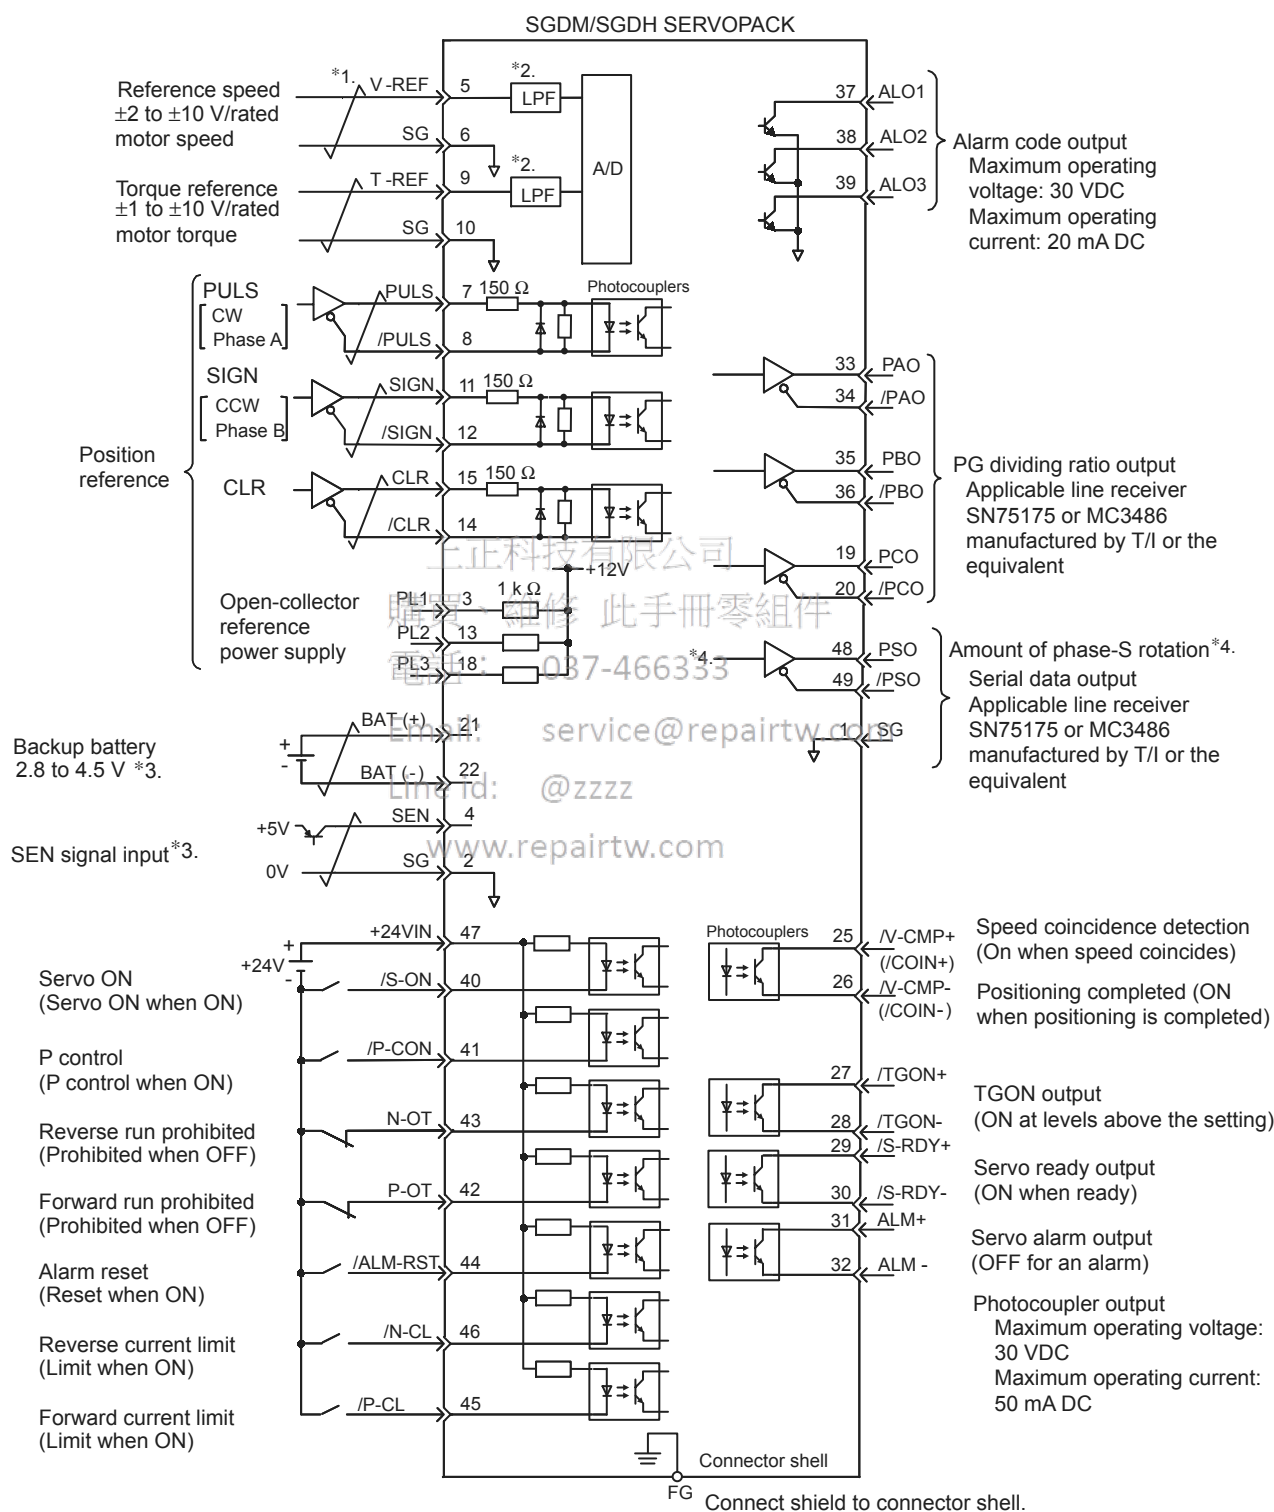 SGDM/SGDH SERVOPACK
Reference speed
±2 to ±10 V/rated
motor speed
*1.
V -REF
5
*2.
LPF
SG
6
Torque reference
±1 to ±10 V/rated
motor torque
T -REF
9
*2.
LPF
SG
10
A/D
37
ALO1
38
ALO2
39
ALO3
Alarm code output
Maximum operating
voltage: 30 VDC
Maximum operating
current: 20 mA DC
Position
reference
PULS
CW
Phase A
PULS
7
150 Ω
Photocouplers
/PULS
8
SIGN
CCW
Phase B
SIGN
11
150 Ω
/SIGN
12
CLR
CLR
15
150 Ω
/CLR
14
33
PAO
34
/PAO
35
PBO
36
/PBO
19
PCO
20
/PCO
PG dividing ratio output
Applicable line receiver
SN75175 or MC3486
manufactured by T/I or the
equivalent
上正科技有限公司
+12V
購買、維修 此手冊零組件
Open-collector
reference
power supply
PL1
3
1 k Ω
PL2
13
PL3
18
電話： 037-466333
*4.
48
PSO
49
/PSO
1
SG
Amount of phase-S rotation*4.
Serial data output
Applicable line receiver
SN75175 or MC3486
manufactured by T/I or the
equivalent
Email: service@repairtw.com
Backup battery
2.8 to 4.5 V *3.
+
-
BAT (+)
21
BAT (-)
22
Line id: @zzzz
SEN signal input*3.
+5V
SEN
4
0V
SG
2
www.repairtw.com
+
+24V
-
+24VIN
47
Servo ON
(Servo ON when ON)
/S-ON
40
P control
(P control when ON)
/P-CON
41
Reverse run prohibited
(Prohibited when OFF)
N-OT
43
Forward run prohibited
(Prohibited when OFF)
P-OT
42
Alarm reset
(Reset when ON)
/ALM-RST
44
Reverse current limit
(Limit when ON)
/N-CL
46
Forward current limit
(Limit when ON)
/P-CL
45
Photocouplers
25
/V-CMP+
(/COIN+)
26
/V-CMP-
(/COIN-)
Speed coincidence detection
(On when speed coincides)
Positioning completed (ON
when positioning is completed)
27
/TGON+
28
/TGON-
TGON output
(ON at levels above the setting)
29
/S-RDY+
30
/S-RDY-
Servo ready output
(ON when ready)
31
ALM+
32
ALM -
Servo alarm output
(OFF for an alarm)
Photocoupler output
Maximum operating voltage:
30 VDC
Maximum operating current:
50 mA DC
Connector shell
FG
Connect shield to connector shell.